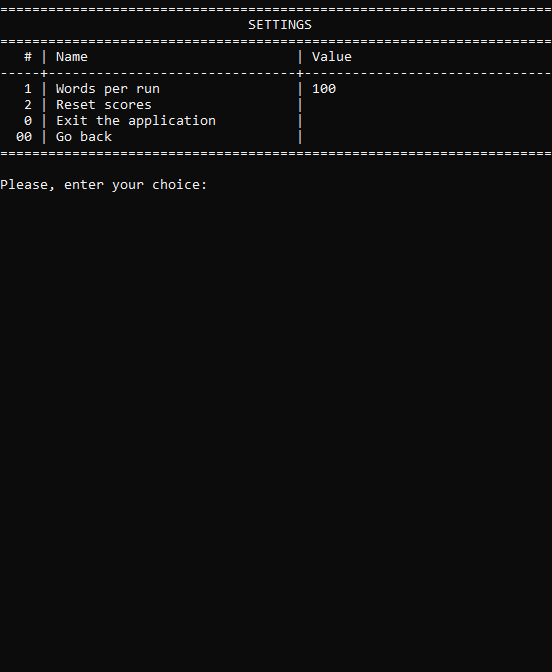 =====================================================================
SETTINGS
=====================================================================
   # | Name                          | Value
-----+-------------------------------+-------------------------------
   1 | Words per run                 | 100
   2 | Reset scores                  |
   0 | Exit the application          |
  00 | Go back                       |
=====================================================================
Please, enter your choice: